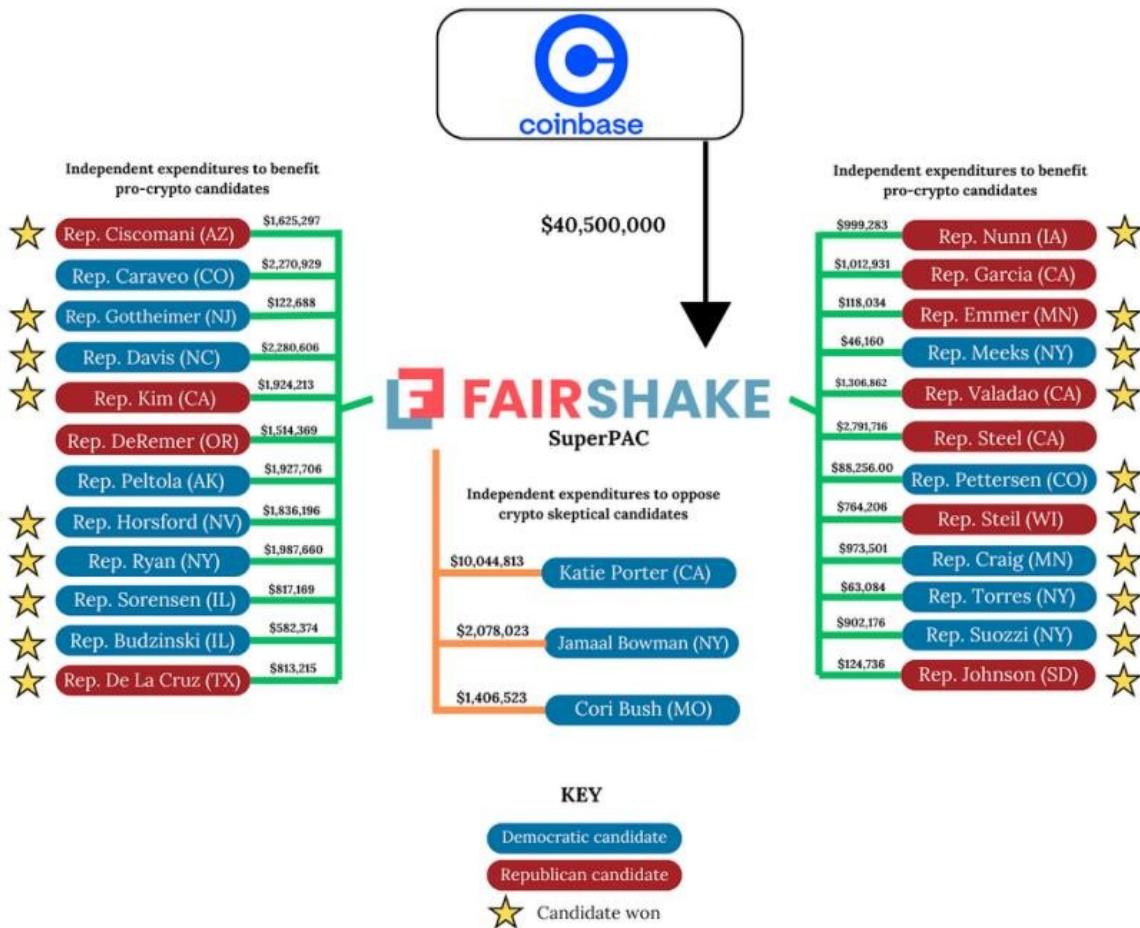 coinbase
$40,500,000
Independent expenditures to benefit
pro-crypto candidates
Rep. Ciscomani (AZ) $1,625,297
Rep. Caraveo (CO) $2,270,929
Rep. Gottheimer (NJ) $122,688
Rep. Davis (NC) $2,280,606
Rep. Kim (CA) $1,924,213
Rep. DeRemer (OR) $1,514,369
Rep. Peltola (AK) $1,927,706
Rep. Horsford (NV) $1,836,196
Rep. Ryan (NY) $1,987,660
Rep. Sorensen (IL) $817,169
Rep. Budzinski (IL) $582,374
Rep. De La Cruz (TX) $813,215
FAIRSHAKE
SuperPAC
Independent expenditures to oppose
crypto skeptical candidates
$10,044,813 Katie Porter (CA)
$2,078,023 Jamaal Bowman (NY)
$1,406,523 Cori Bush (MO)
Independent expenditures to benefit
pro-crypto candidates
$999,283 Rep. Nunn (IA)
$1,012,931 Rep. Garcia (CA)
$118,034 Rep. Emmer (MN)
$46,160 Rep. Meeks (NY)
$1,306,862 Rep. Valadao (CA)
$2,791,716 Rep. Steel (CA)
$88,256.00 Rep. Pettersen (CO)
$764,206 Rep. Steil (WI)
$973,501 Rep. Craig (MN)
$63,084 Rep. Torres (NY)
$902,176 Rep. Suozzi (NY)
$124,736 Rep. Johnson (SD)
KEY
Democratic candidate
Republican candidate
Candidate won